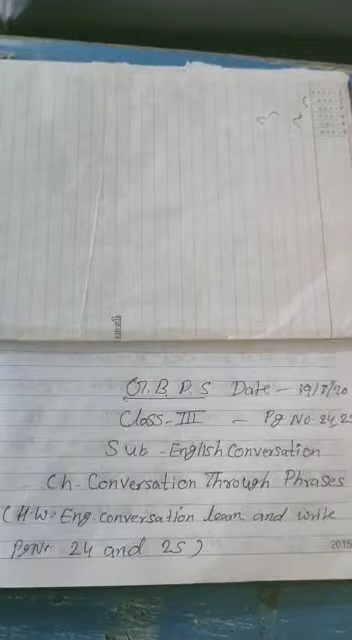 G.B.P.S Date - 19/8/20
Class - III - Pg No. 24, 25
Sub - English Conversation
Ch - Conversation Through Phrases
(H.W = Eng. conversation learn and write
Pg No 24 and 25)